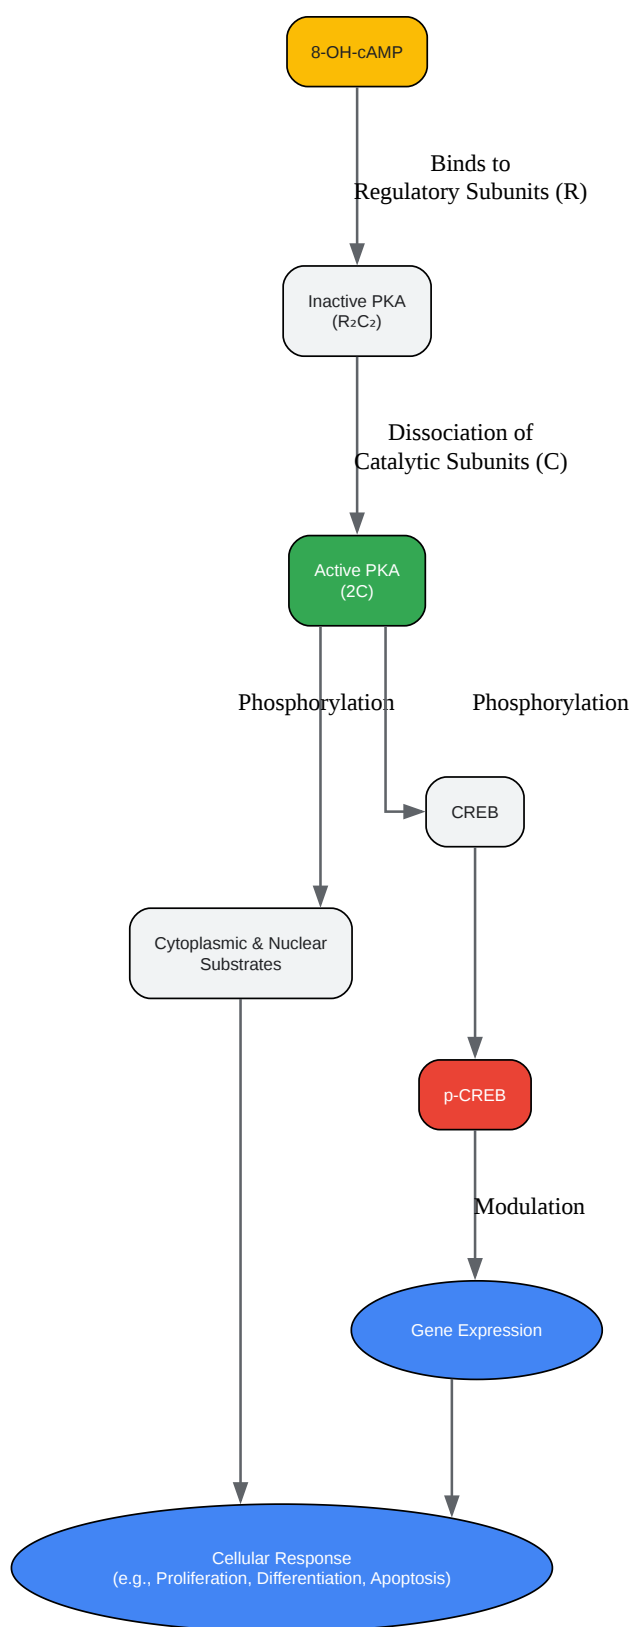 8-OH-cAMP
Binds to
Regulatory Subunits (R)
Inactive PKA
(R₂C₂)
Dissociation of
Catalytic Subunits (C)
Active PKA
(2C)
Phosphorylation
Phosphorylation
CREB
Cytoplasmic & Nuclear
Substrates
p-CREB
Modulation
Gene Expression
Cellular Response
(e.g., Proliferation, Differentiation, Apoptosis)